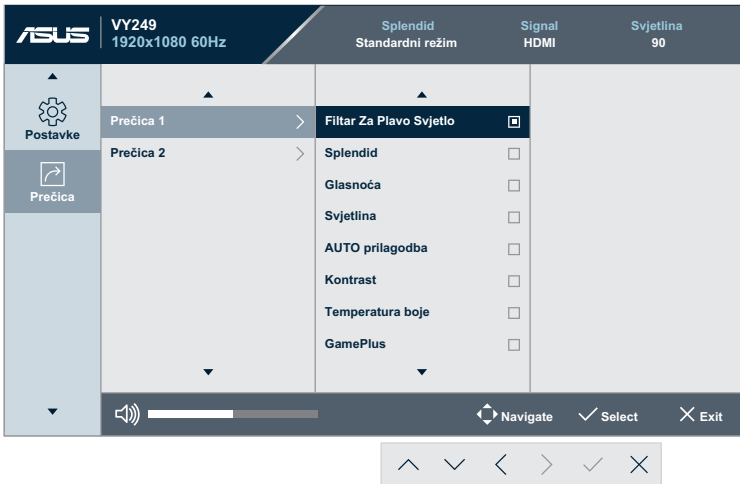 ASUS
VY249
1920x1080 60Hz
Splendid
Standardni režim
Signal
HDMI
Svjetlina
90
Postavke
Prečica
Prečica 1
Prečica 2
Filtar Za Plavo Svjetlo
Splendid
Glasnoća
Svjetlina
AUTO prilagodba
Kontrast
Temperatura boje
GamePlus
Navigate
Select
Exit